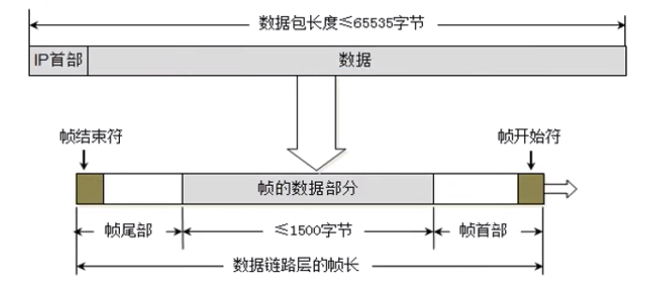 数据包长度≤65535字节
IP首部 数据
帧结束符 帧开始符
帧的数据部分
帧尾部 ≤1500字节 帧首部
数据链路层的帧长